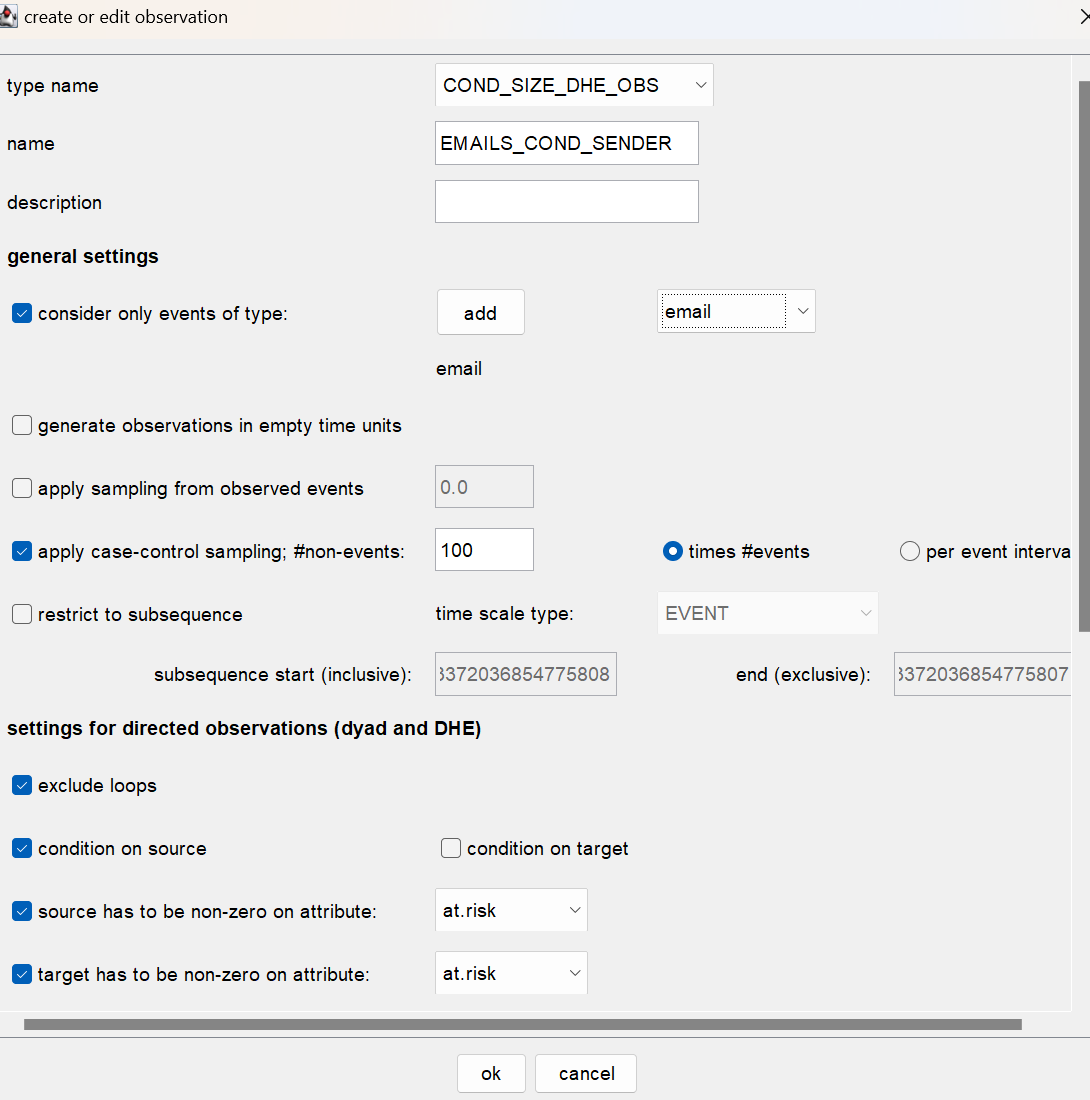 create or edit observation
type name COND_SIZE_DHE_OBS
name EMAILS_COND_SENDER
description
general settings
consider only events of type: add email
email
generate observations in empty time units
apply sampling from observed events 0.0
apply case-control sampling; #non-events: 100 times #events per event interva
restrict to subsequence time scale type: EVENT
subsequence start (inclusive): 3372036854775808 end (exclusive): 3372036854775807
settings for directed observations (dyad and DHE)
exclude loops
condition on source condition on target
source has to be non-zero on attribute: at.risk
target has to be non-zero on attribute: at.risk
ok cancel